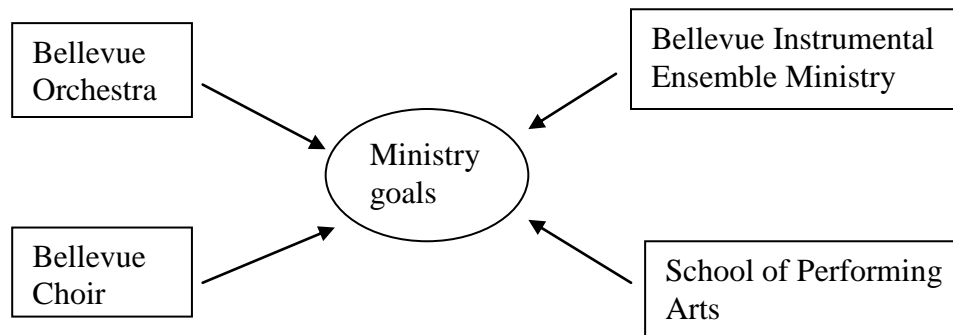 Bellevue
Orchestra
Bellevue Instrumental
Ensemble Ministry
Ministry
goals
Bellevue
Choir
School of Performing
Arts